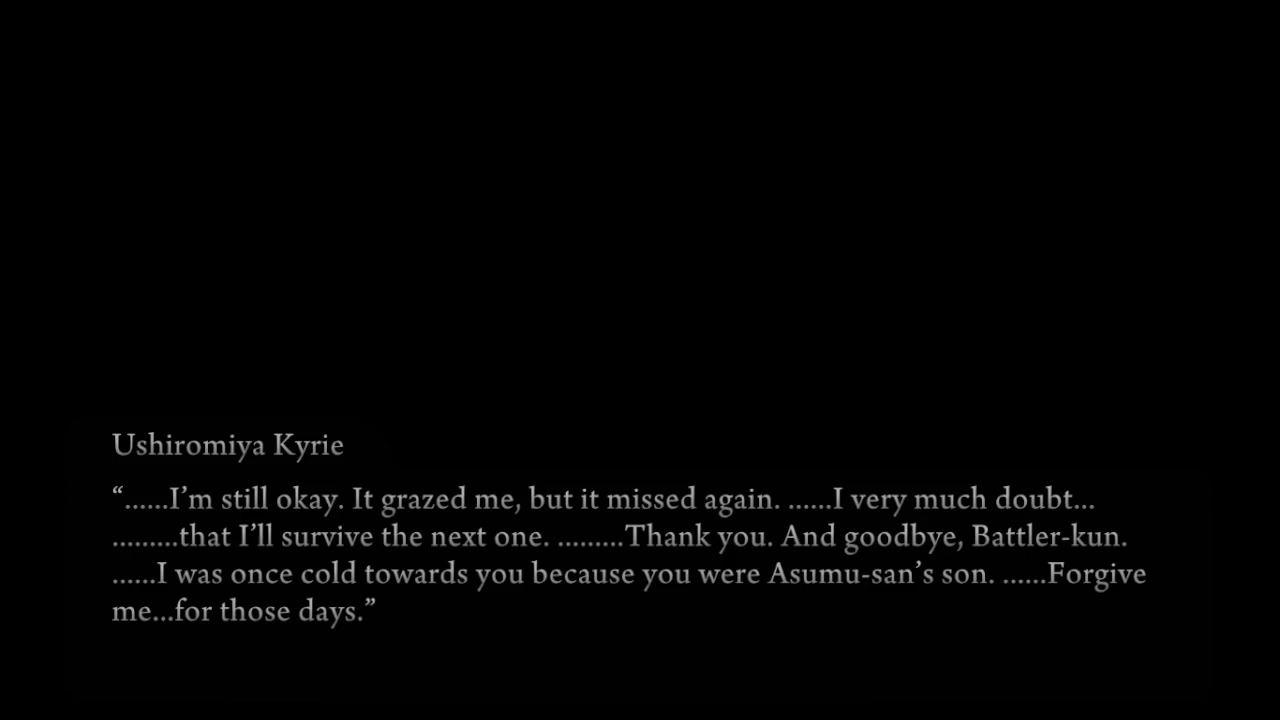 Ushiromiya Kyrie
“......I’m still okay. It grazed me, but it missed again. ......I very much doubt...
.........that I’ll survive the next one. .........Thank you. And goodbye, Battler-kun.
......I was once cold towards you because you were Asumu-san’s son. ......Forgive
me...for those days.”